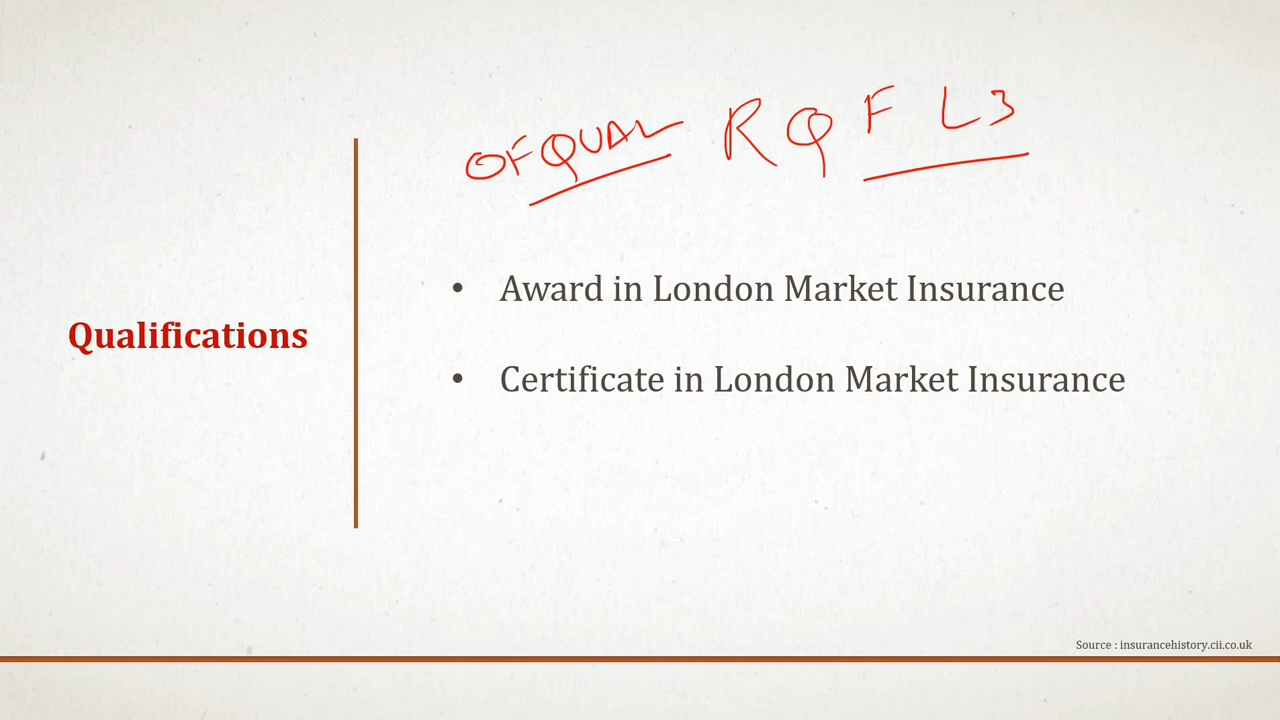 OFQUAL RQF L3
Qualifications
• Award in London Market Insurance
• Certificate in London Market Insurance
Source : insurancehistory.cii.co.uk